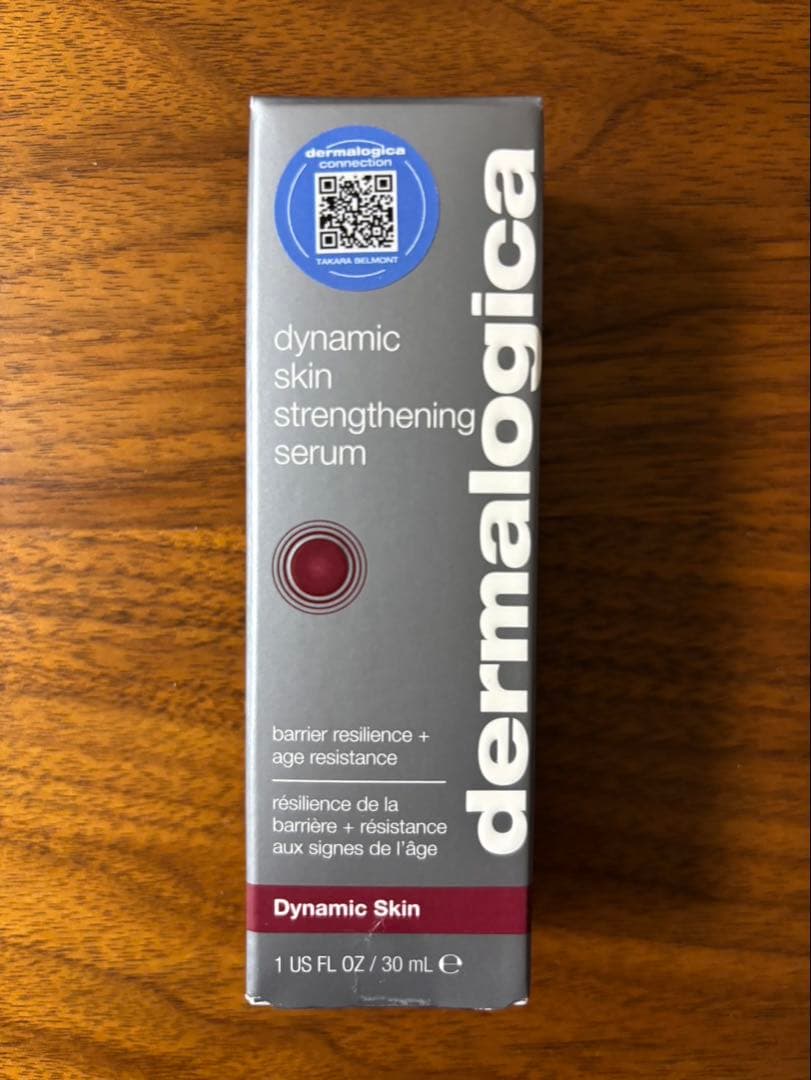 dermalogica
connection
TAKARA BELMONT
dynamic
skin
strengthening
serum
dermalogica
barrier resilience +
age resistance
résilience de la
barrière + résistance
aux signes de l'âge
Dynamic Skin
1 US FL OZ / 30 mL ℮